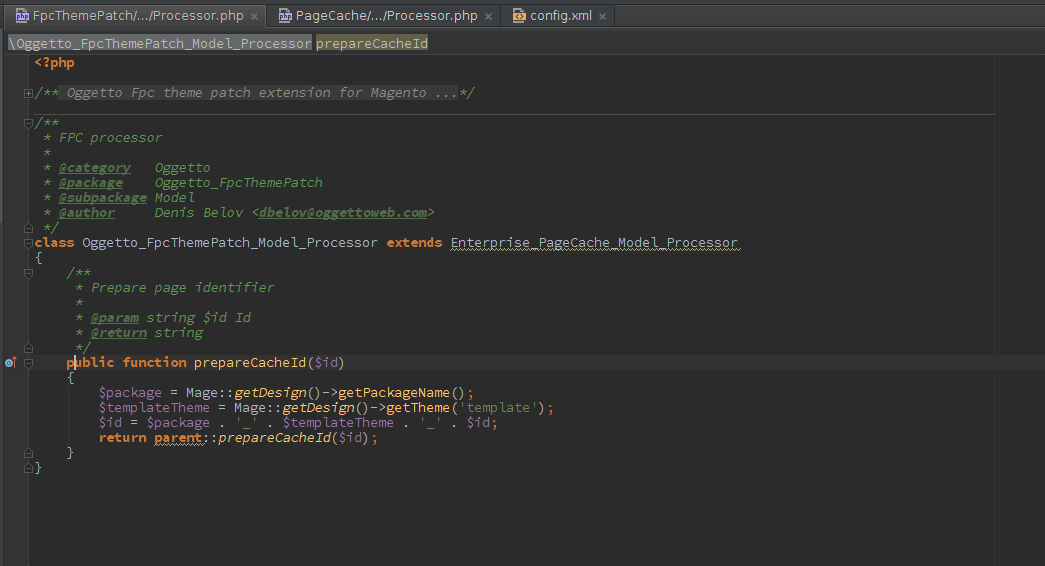 FpcThemePatch/.../Processor.php
PageCache/.../Processor.php
config.xml
\Oggetto_FpcThemePatch_Model_Processor prepareCacheId
<?php
/** Oggetto Fpc theme patch extension for Magento ...*/
/**
 * FPC processor
 *
 * @category   Oggetto
 * @package    Oggetto_FpcThemePatch
 * @subpackage Model
 * @author     Denis Belov <dbelov@oggettoweb.com>
 */
class Oggetto_FpcThemePatch_Model_Processor extends Enterprise_PageCache_Model_Processor
{
    /**
     * Prepare page identifier
     *
     * @param string $id Id
     * @return string
     */
    public function prepareCacheId($id)
    {
        $package = Mage::getDesign()->getPackageName();
        $templateTheme = Mage::getDesign()->getTheme('template');
        $id = $package . '_' . $templateTheme . '_' . $id;
        return parent::prepareCacheId($id);
    }
}